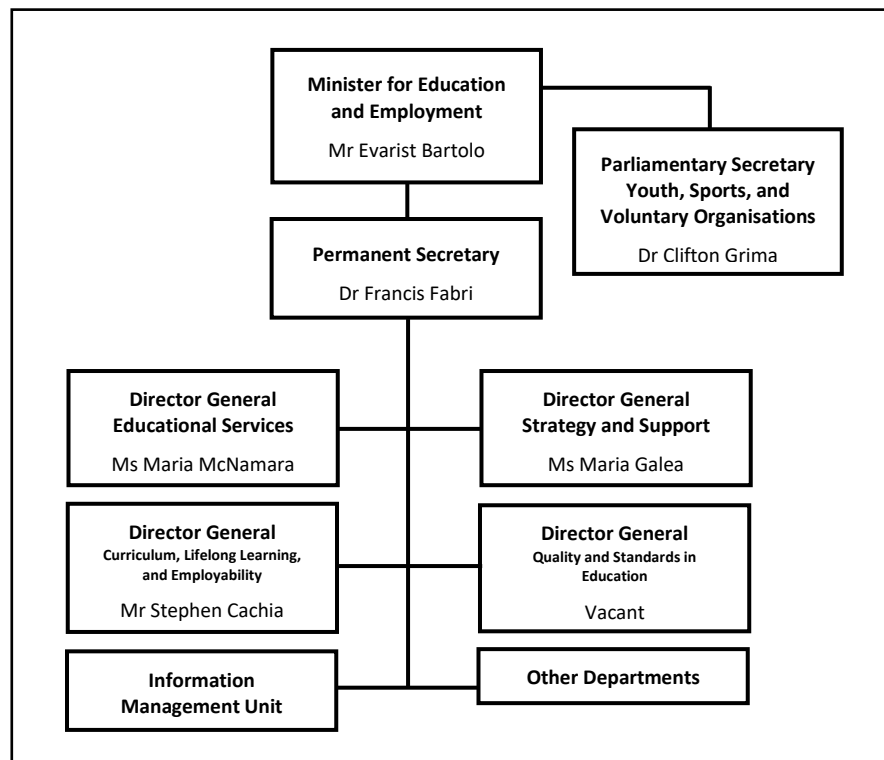 Minister for Education
and Employment
Mr Evarist Bartolo
Parliamentary Secretary
Youth, Sports, and
Voluntary Organisations
Dr Clifton Grima
Permanent Secretary
Dr Francis Fabri
Director General
Educational Services
Ms Maria McNamara
Director General
Strategy and Support
Ms Maria Galea
Director General
Curriculum, Lifelong Learning,
and Employability
Mr Stephen Cachia
Director General
Quality and Standards in
Education
Vacant
Information
Management Unit
Other Departments